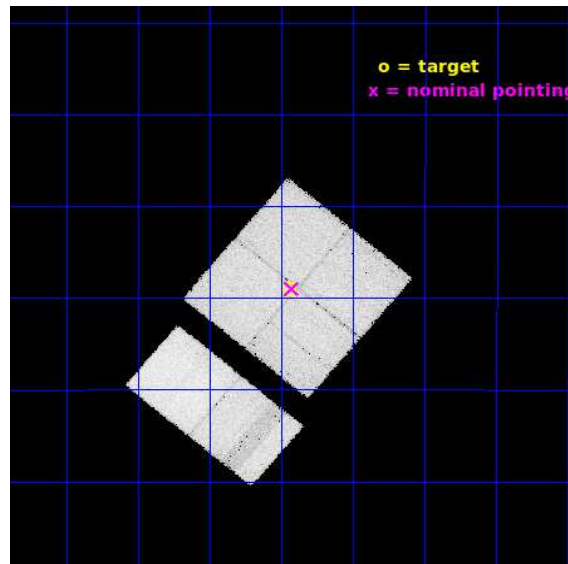 o = target
x = nominal pointing